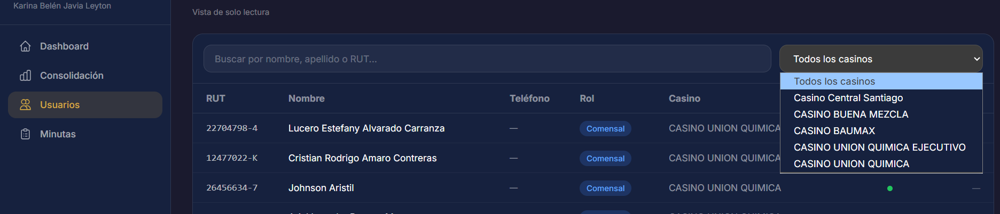 Karina Belén Javia Leyton
Vista de solo lectura
Dashboard
Consolidación
Usuarios
Minutas
Buscar por nombre, apellido o RUT...
Todos los casinos
Todos los casinos
Casino Central Santiago
CASINO BUENA MEZCLA
CASINO BAUMAX
CASINO UNION QUIMICA EJECUTIVO
CASINO UNION QUIMICA
RUT Nombre Teléfono Rol Casino
22704798-4 Lucero Estefany Alvarado Carranza — Comensal CASINO UNION QUIMICA
12477022-K Cristian Rodrigo Amaro Contreras — Comensal CASINO UNION QUIMICA
26456634-7 Johnson Aristil — Comensal CASINO UNION QUIMICA —